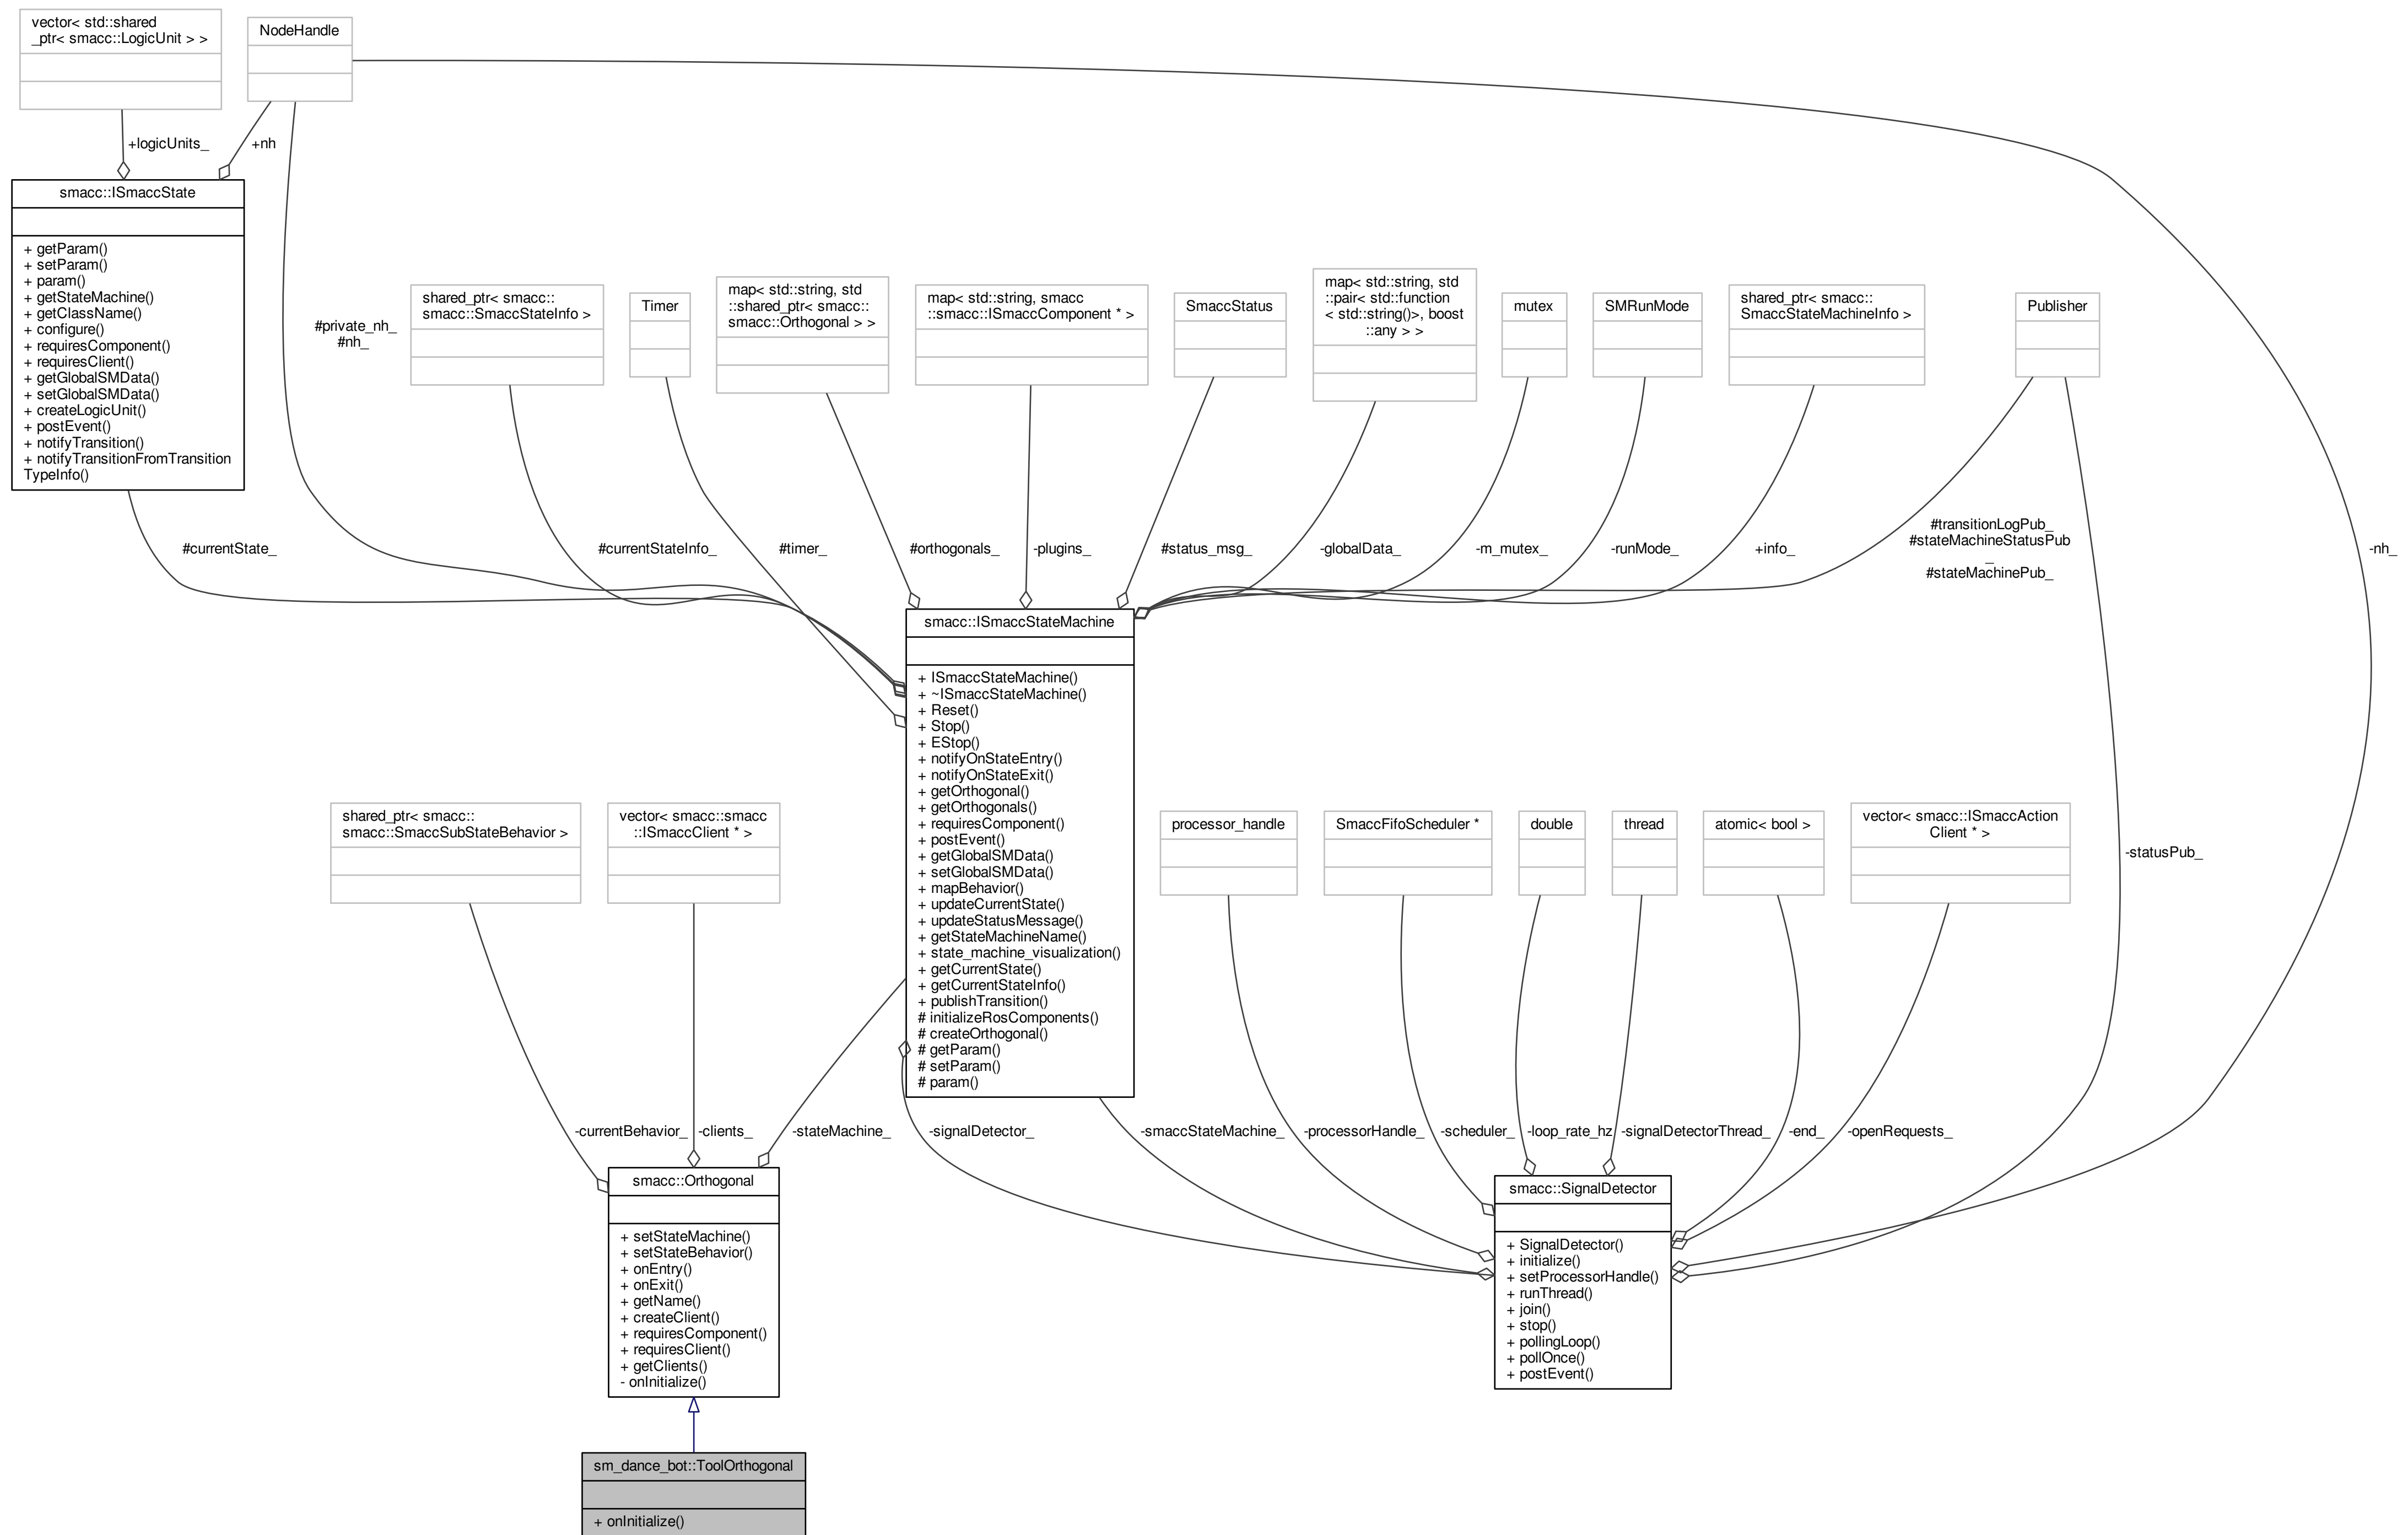 vector< std::shared
_ptr< smacc::LogicUnit > >
NodeHandle
+logicUnits_
+nh
smacc::ISmaccState
+ getParam()
+ setParam()
+ param()
+ getStateMachine()
+ getClassName()
+ configure()
+ requiresComponent()
+ requiresClient()
+ getGlobalSMData()
+ setGlobalSMData()
+ createLogicUnit()
+ postEvent()
+ notifyTransition()
+ notifyTransitionFromTransition
TypeInfo()
#private_nh_
#nh_
shared_ptr< smacc::
smacc::SmaccStateInfo >
Timer
map< std::string, std
::shared_ptr< smacc::
smacc::Orthogonal > >
map< std::string, smacc
::smacc::ISmaccComponent * >
SmaccStatus
map< std::string, std
::pair< std::function
< std::string()>, boost
::any > >
mutex
SMRunMode
shared_ptr< smacc::
SmaccStateMachineInfo >
Publisher
#currentState_
#currentStateInfo_
#timer_
#orthogonals_
-plugins_
#status_msg_
-globalData_
-m_mutex_
-runMode_
+info_
#transitionLogPub_
#stateMachineStatusPub
_
#stateMachinePub_
-nh_
smacc::ISmaccStateMachine
+ ISmaccStateMachine()
+ ~ISmaccStateMachine()
+ Reset()
+ Stop()
+ EStop()
+ notifyOnStateEntry()
+ notifyOnStateExit()
+ getOrthogonal()
+ getOrthogonals()
+ requiresComponent()
+ postEvent()
+ getGlobalSMData()
+ setGlobalSMData()
+ mapBehavior()
+ updateCurrentState()
+ updateStatusMessage()
+ getStateMachineName()
+ state_machine_visualization()
+ getCurrentState()
+ getCurrentStateInfo()
+ publishTransition()
# initializeRosComponents()
# createOrthogonal()
# getParam()
# setParam()
# param()
shared_ptr< smacc::
smacc::SmaccSubStateBehavior >
vector< smacc::smacc
::ISmaccClient * >
processor_handle
SmaccFifoScheduler *
double
thread
atomic< bool >
vector< smacc::ISmaccAction
Client * >
-statusPub_
-currentBehavior_
-clients_
-stateMachine_
-signalDetector_
-smaccStateMachine_
-processorHandle_
-scheduler_
-loop_rate_hz
-signalDetectorThread_
-end_
-openRequests_
smacc::Orthogonal
+ setStateMachine()
+ setStateBehavior()
+ onEntry()
+ onExit()
+ getName()
+ createClient()
+ requiresComponent()
+ requiresClient()
+ getClients()
- onInitialize()
smacc::SignalDetector
+ SignalDetector()
+ initialize()
+ setProcessorHandle()
+ runThread()
+ join()
+ stop()
+ pollingLoop()
+ pollOnce()
+ postEvent()
sm_dance_bot::ToolOrthogonal
+ onInitialize()